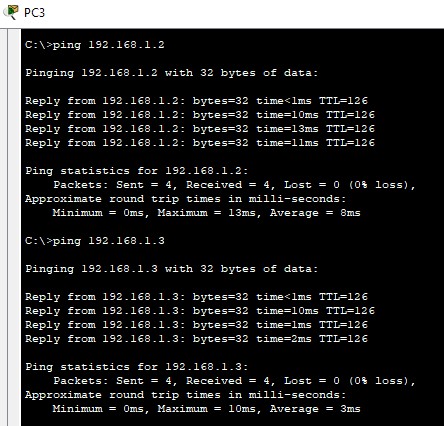 PC3
C:\>ping 192.168.1.2
Pinging 192.168.1.2 with 32 bytes of data:
Reply from 192.168.1.2: bytes=32 time<1ms TTL=126
Reply from 192.168.1.2: bytes=32 time=10ms TTL=126
Reply from 192.168.1.2: bytes=32 time=13ms TTL=126
Reply from 192.168.1.2: bytes=32 time=11ms TTL=126
Ping statistics for 192.168.1.2:
Packets: Sent = 4, Received = 4, Lost = 0 (0% loss),
Approximate round trip times in milli-seconds:
Minimum = 0ms, Maximum = 13ms, Average = 8ms
C:\>ping 192.168.1.3
Pinging 192.168.1.3 with 32 bytes of data:
Reply from 192.168.1.3: bytes=32 time<1ms TTL=126
Reply from 192.168.1.3: bytes=32 time=10ms TTL=126
Reply from 192.168.1.3: bytes=32 time=1ms TTL=126
Reply from 192.168.1.3: bytes=32 time=2ms TTL=126
Ping statistics for 192.168.1.3:
Packets: Sent = 4, Received = 4, Lost = 0 (0% loss),
Approximate round trip times in milli-seconds:
Minimum = 0ms, Maximum = 10ms, Average = 3ms